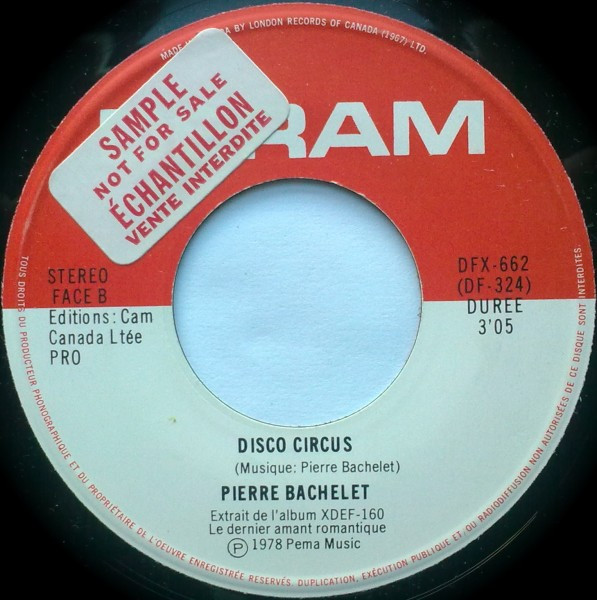 MADE IN CANADA BY LONDON RECORDS OF CANADA (1967) LTD.
SAMPLE
NOT FOR SALE
ÉCHANTILLON
VENTE INTERDITE
RAM
STEREO
FACE B
Editions: Cam
Canada Ltée
PRO
DFX-662
(DF-324)
DURÉE
3'05
DISCO CIRCUS
(Musique: Pierre Bachelet)
PIERRE BACHELET
Extrait de l'album XDEF-160
Le dernier amant romantique
Ⓟ 1978 Pema Music
TOUS DROITS DU PRODUCTEUR PHONOGRAPHIQUE ET DU PROPRIÉTAIRE DE L'OEUVRE ENREGISTRÉE RESERVÉS. DUPLICATION, EXÉCUTION PUBLIQUE ET OU RADIODIFFUSION NON AUTORISÉES DE CE DISQUE SONT INTERDITES.